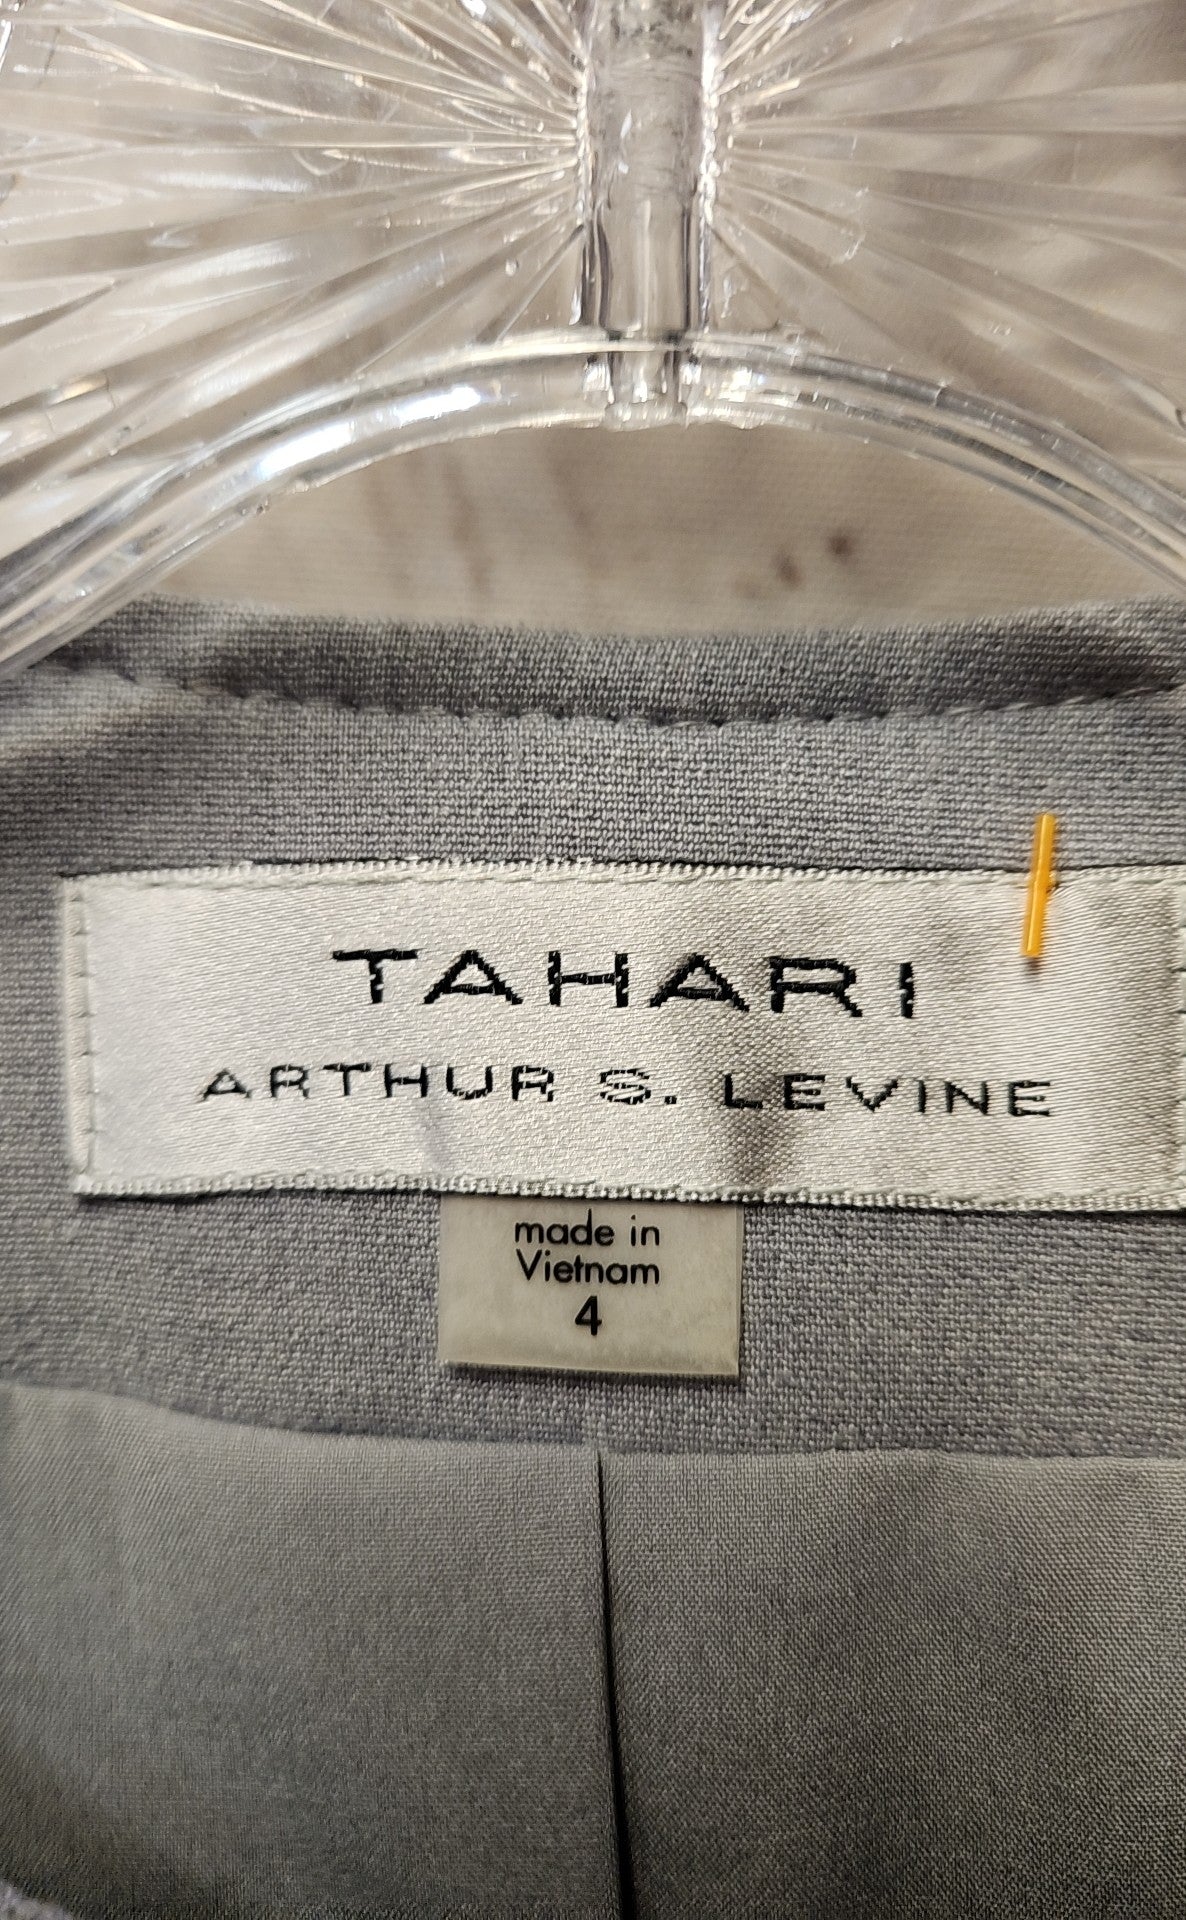 TAHARI
ARTHUR S. LEVINE
made in
Vietnam
4